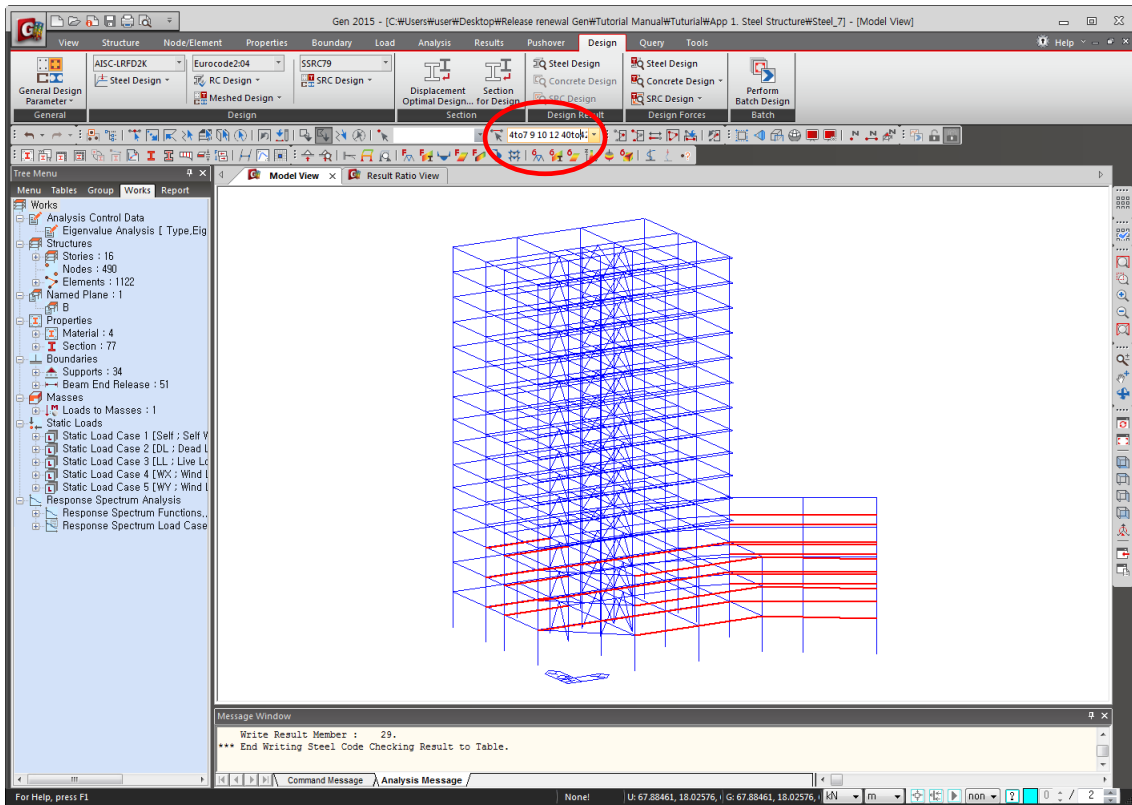 Gen 2015 - [C:₩Users₩user₩Desktop₩Release renewal Gen₩Tutorial Manual₩Tuturial₩App 1. Steel Structure₩Steel_7] - [Model View]
View Structure Node/Element Properties Boundary Load Analysis Results Pushover Design Query Tools Help
AISC-LRFD2K Eurocode2:04 SSRC79 Steel Design Steel Design
General Design Parameter Steel Design RC Design SRC Design Displacement Optimal Design... Section for Design Concrete Design Concrete Design Perform Batch Design
Meshed Design SRC Design SRC Design
General Design Section Design Result Design Forces Batch
4to7 9 10 12 40to
Tree Menu
Model View Result Ratio View
Menu Tables Group Works Report
Works
Analysis Control Data
Eigenvalue Analysis [ Type,Eig
Structures
Stories : 16
Nodes : 490
Elements : 1122
Named Plane : 1
B
Properties
Material : 4
Section : 77
Boundaries
Supports : 34
Beam End Release : 51
Masses
Loads to Masses : 1
Static Loads
Static Load Case 1 [Self ; Self W
Static Load Case 2 [DL ; Dead L
Static Load Case 3 [LL ; Live Lo
Static Load Case 4 [WX ; Wind L
Static Load Case 5 [WY ; Wind L
Response Spectrum Analysis
Response Spectrum Functions,,
Response Spectrum Load Case
Message Window
Write Result Member : 29.
*** End Writing Steel Code Checking Result to Table.
Command Message Analysis Message
For Help, press F1 None! U: 67.88461, 18.02576, G: 67.88461, 18.02576, kN m non ? 0 : / 2